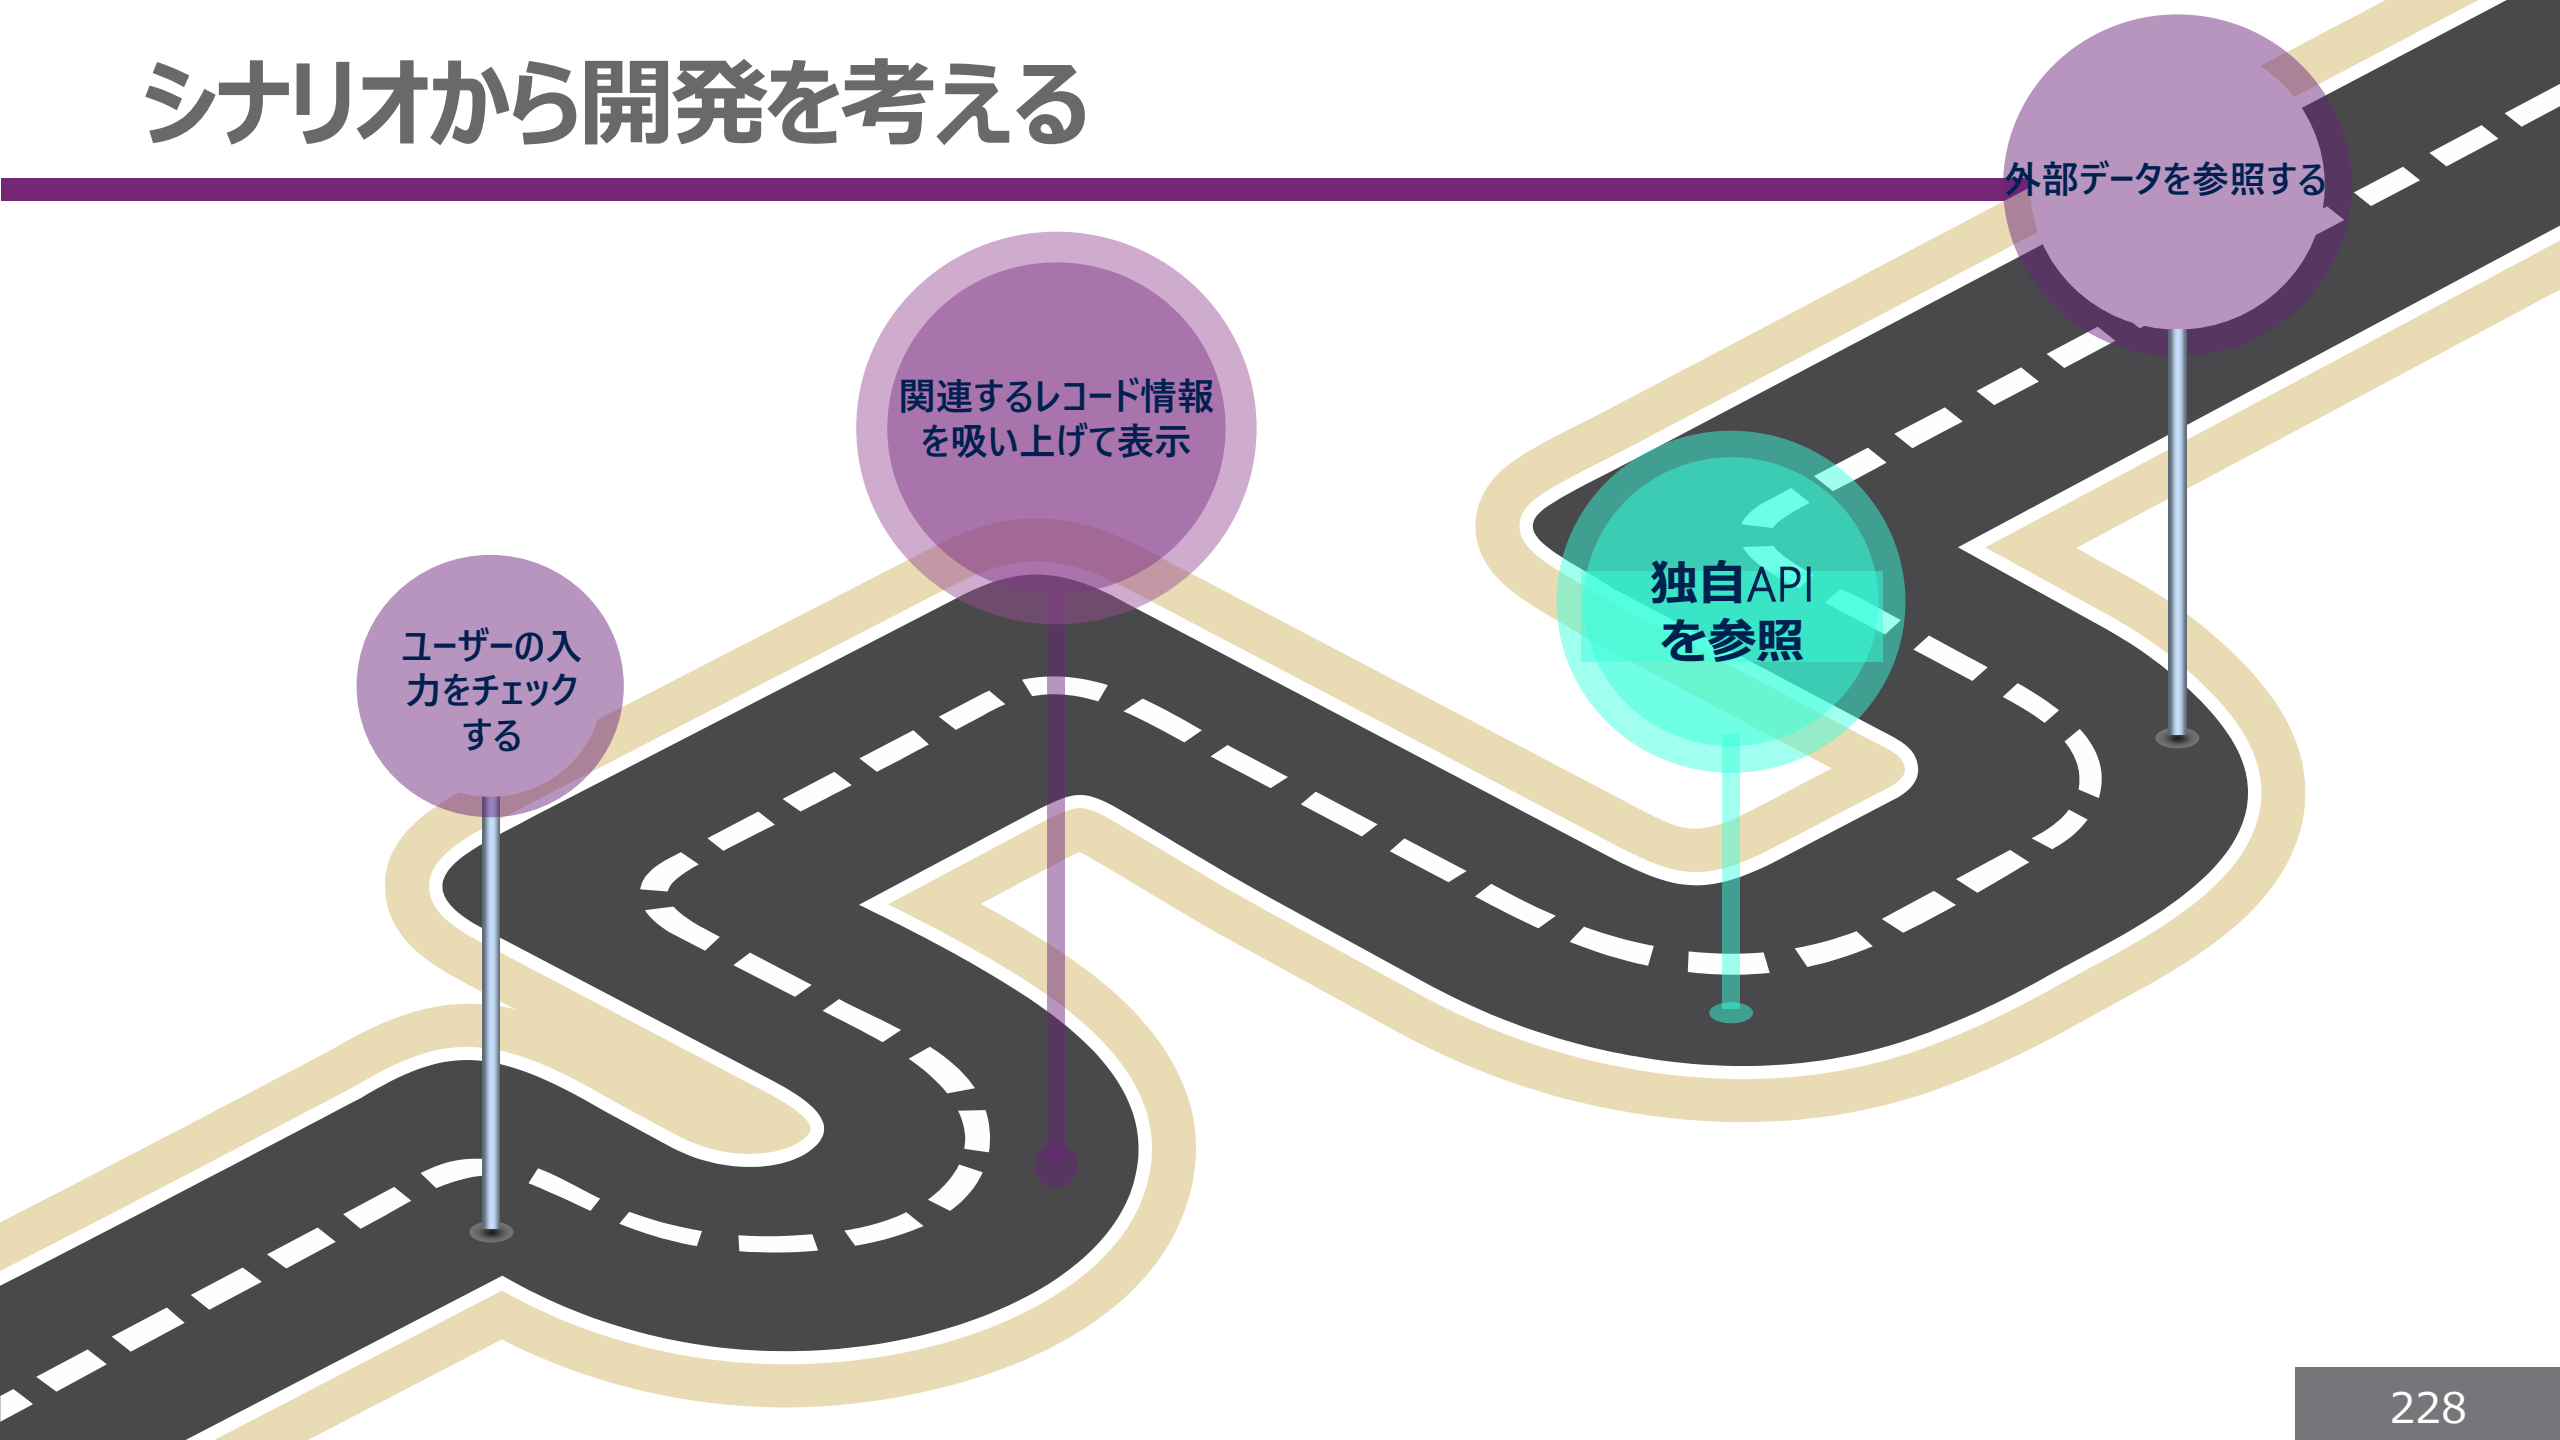 シナリオから開発を考える
ユーザーの入
力をチェック
する
関連するレコード情報
を吸い上げて表示
独自API
を参照
外部データを参照する
228